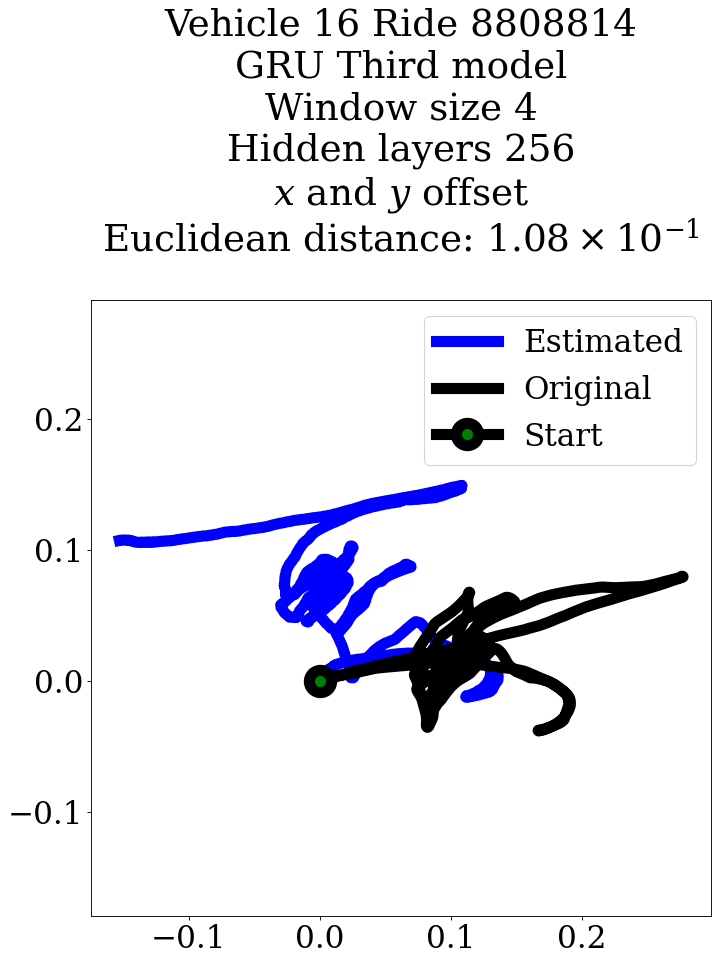 Vehicle 16 Ride 8808814
GRU Third model
Window size 4
Hidden layers 256
x and y offset
Euclidean distance: 1.08 × 10⁻¹
Estimated
Original
Start
0.2
0.1
0.0
−0.1
−0.1 0.0 0.1 0.2